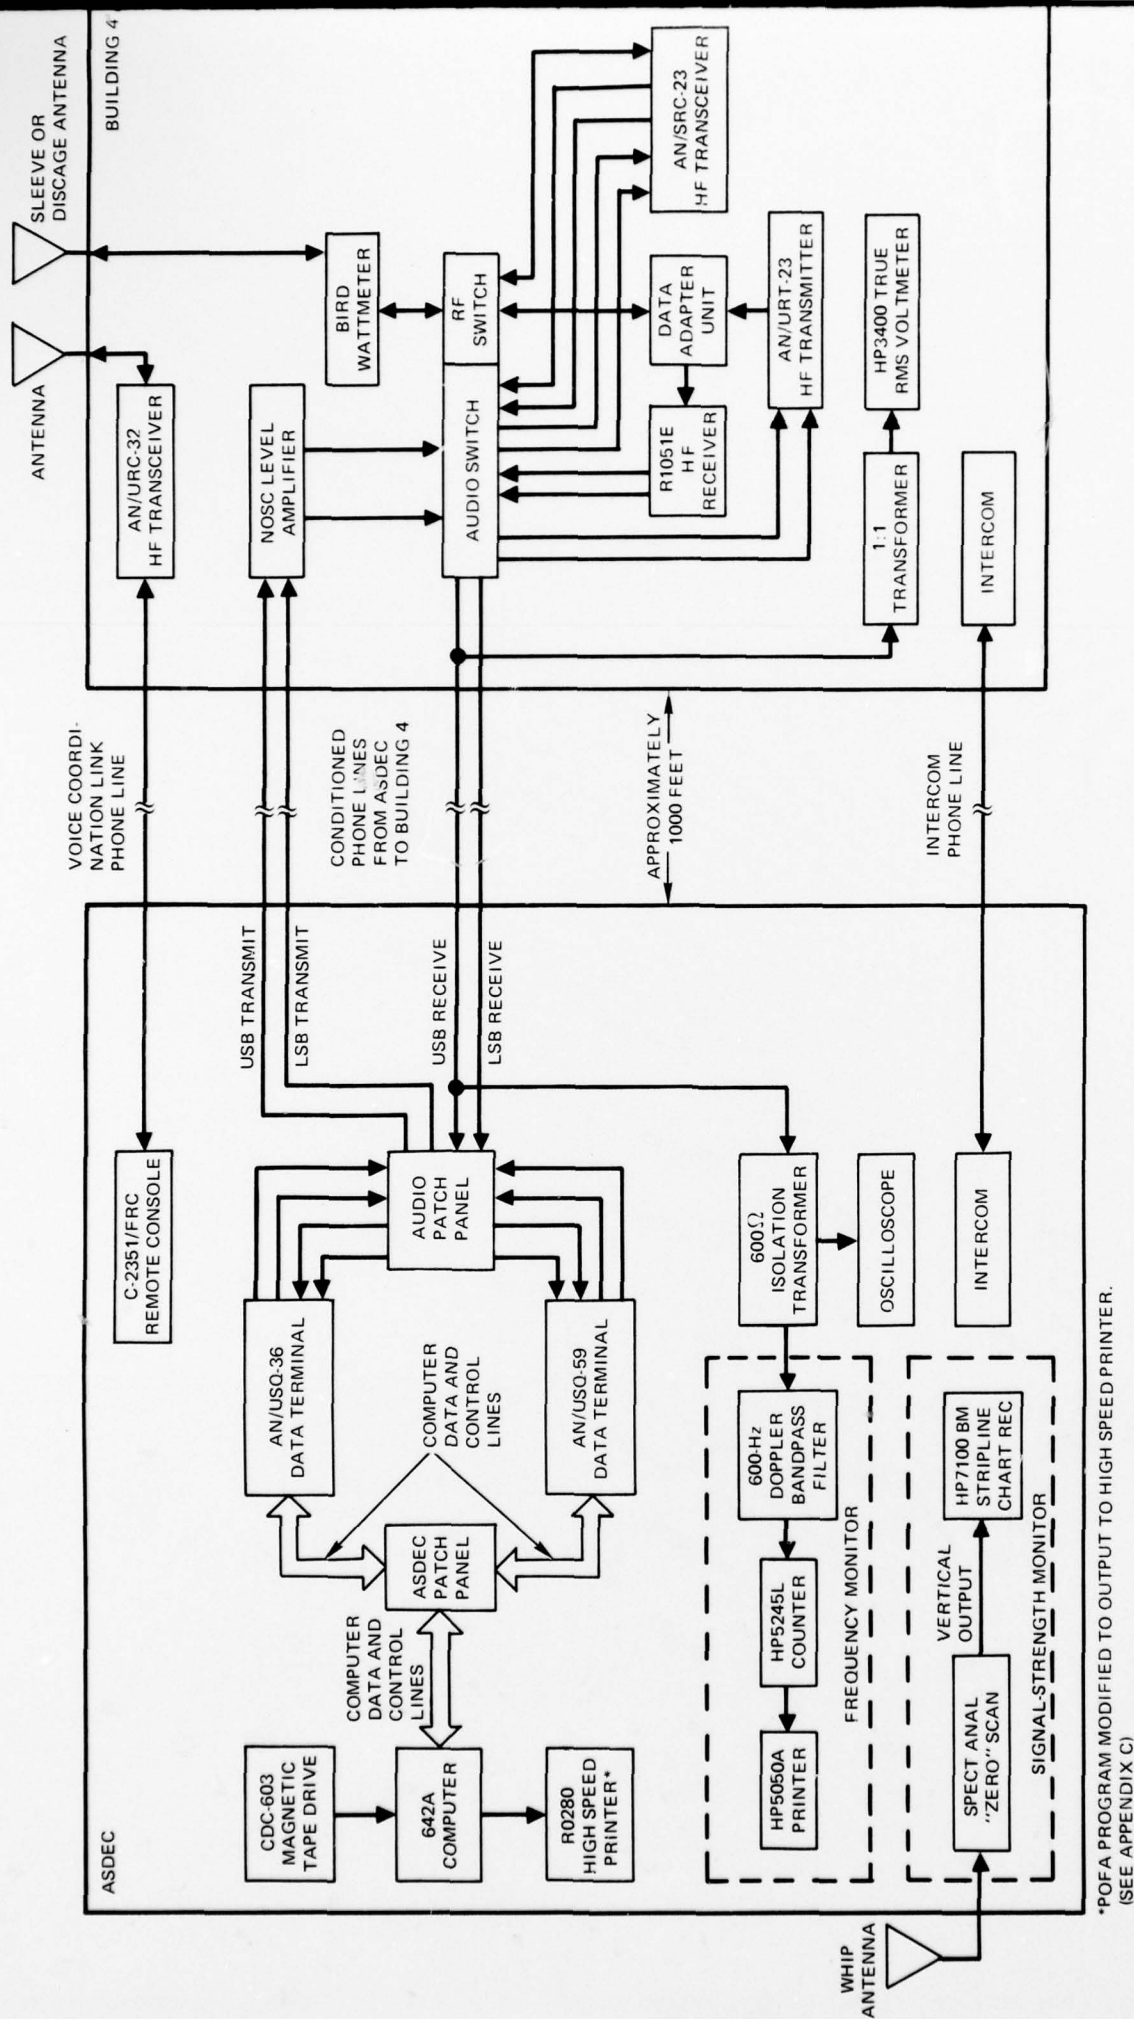 ASDEC
CDC-603
MAGNETIC
TAPE DRIVE
642A
COMPUTER
R0280
HIGH SPEED
PRINTER*
COMPUTER
DATA AND
CONTROL
LINES
ASDEC
PATCH
PANEL
AN/USQ-36
DATA TERMINAL
COMPUTER
DATA AND
CONTROL
LINES
AN/USQ-59
DATA TERMINAL
AUDIO
PATCH
PANEL
C-2351/FRC
REMOTE CONSOLE
USB TRANSMIT
LSB TRANSMIT
USB RECEIVE
LSB RECEIVE
HP5050A
PRINTER
HP5245L
COUNTER
600-Hz
DOPPLER
BANDPASS
FILTER
FREQUENCY MONITOR
600Ω
ISOLATION
TRANSFORMER
OSCILLOSCOPE
WHIP
ANTENNA
SPECT ANAL
"ZERO" SCAN
VERTICAL
OUTPUT
HP7100 BM
STRIPLINE
CHART REC
SIGNAL-STRENGTH MONITOR
INTERCOM
VOICE COORDI-
NATION LINK
PHONE LINE
CONDITIONED
PHONE LINES
FROM ASDEC
TO BUILDING 4
APPROXIMATELY
1000 FEET
INTERCOM
PHONE LINE
BUILDING 4
ANTENNA
SLEEVE OR
DISCAGE ANTENNA
AN/URC-32
HF TRANSCEIVER
NOSC LEVEL
AMPLIFIER
BIRD
WATTMETER
AUDIO SWITCH
RF
SWITCH
R1051E
HF
RECEIVER
DATA
ADAPTER
UNIT
AN/SRC-23
HF TRANSCEIVER
AN/URT-23
HF TRANSMITTER
1:1
TRANSFORMER
HP3400 TRUE
RMS VOLTMETER
INTERCOM
*POFA PROGRAM MODIFIED TO OUTPUT TO HIGH SPEED PRINTER.
(SEE APPENDIX C)